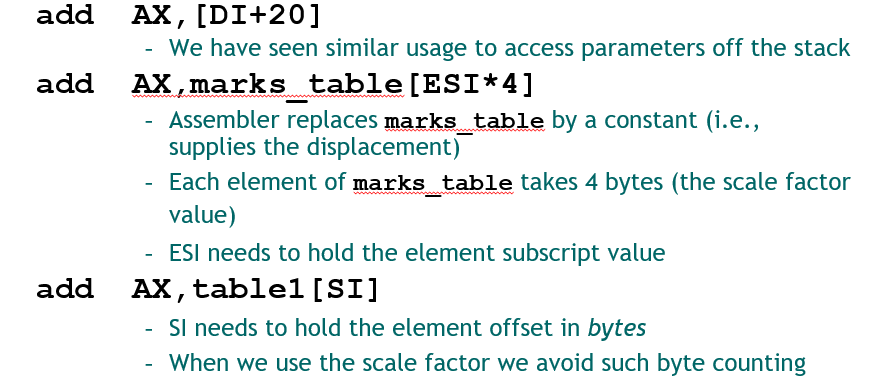 add AX,[DI+20]
- We have seen similar usage to access parameters off the stack
add AX,marks_table[ESI*4]
- Assembler replaces marks_table by a constant (i.e.,
supplies the displacement)
- Each element of marks_table takes 4 bytes (the scale factor
value)
- ESI needs to hold the element subscript value
add AX,table1[SI]
- SI needs to hold the element offset in bytes
- When we use the scale factor we avoid such byte counting